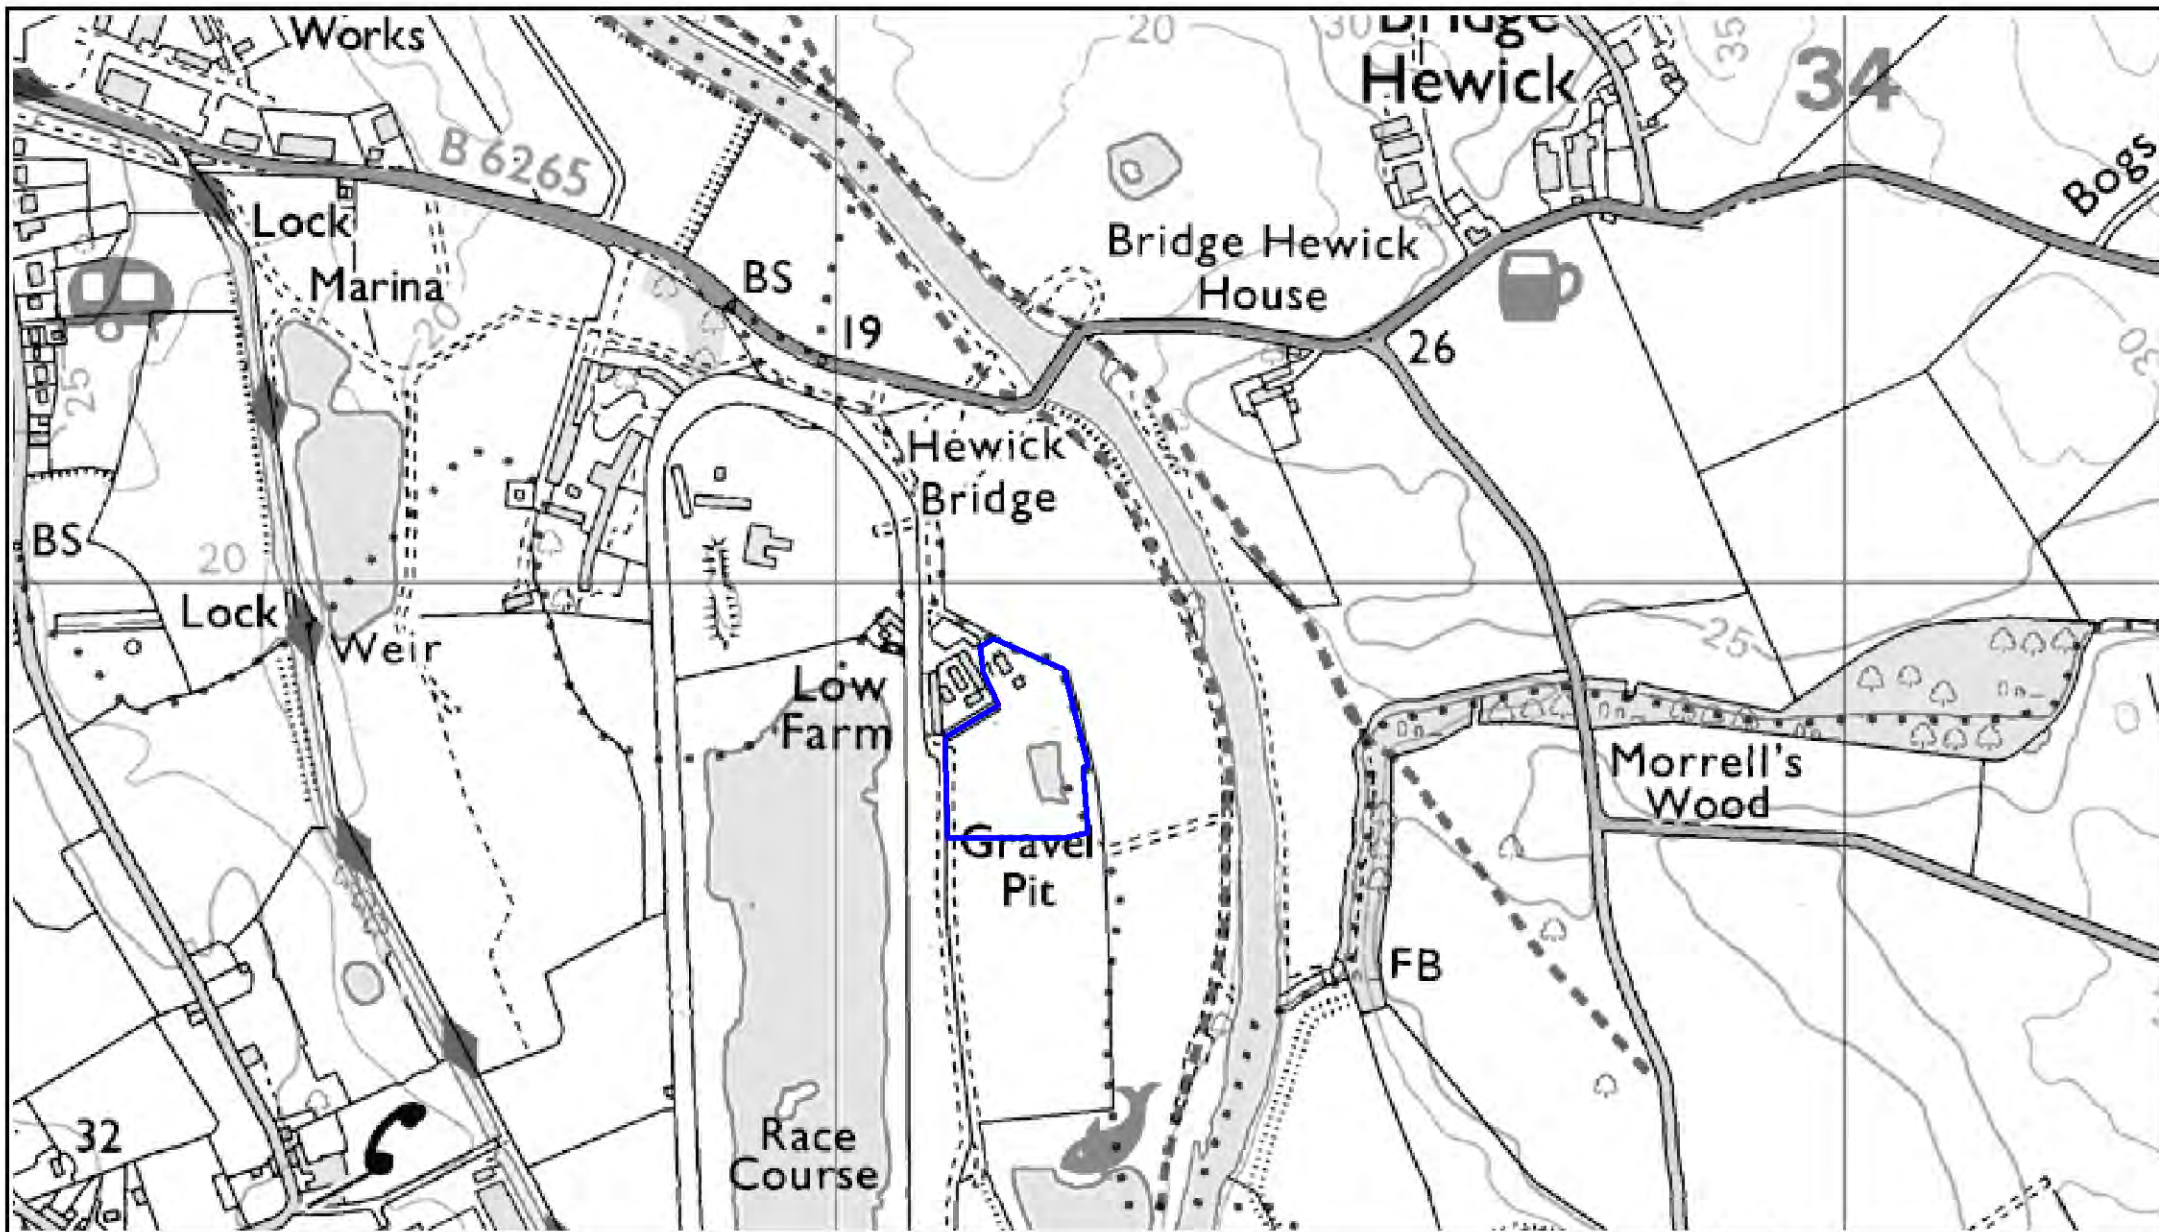 Works
20
30
Bridge
Hewick
35
34
B 6265
Bogs
Lock
Marina
20
BS
19
Bridge Hewick
House
26
25
Hewick
Bridge
BS
20
Lock
Weir
25
Low
Farm
Morrell's
Wood
Gravel
Pit
FB
32
Race
Course